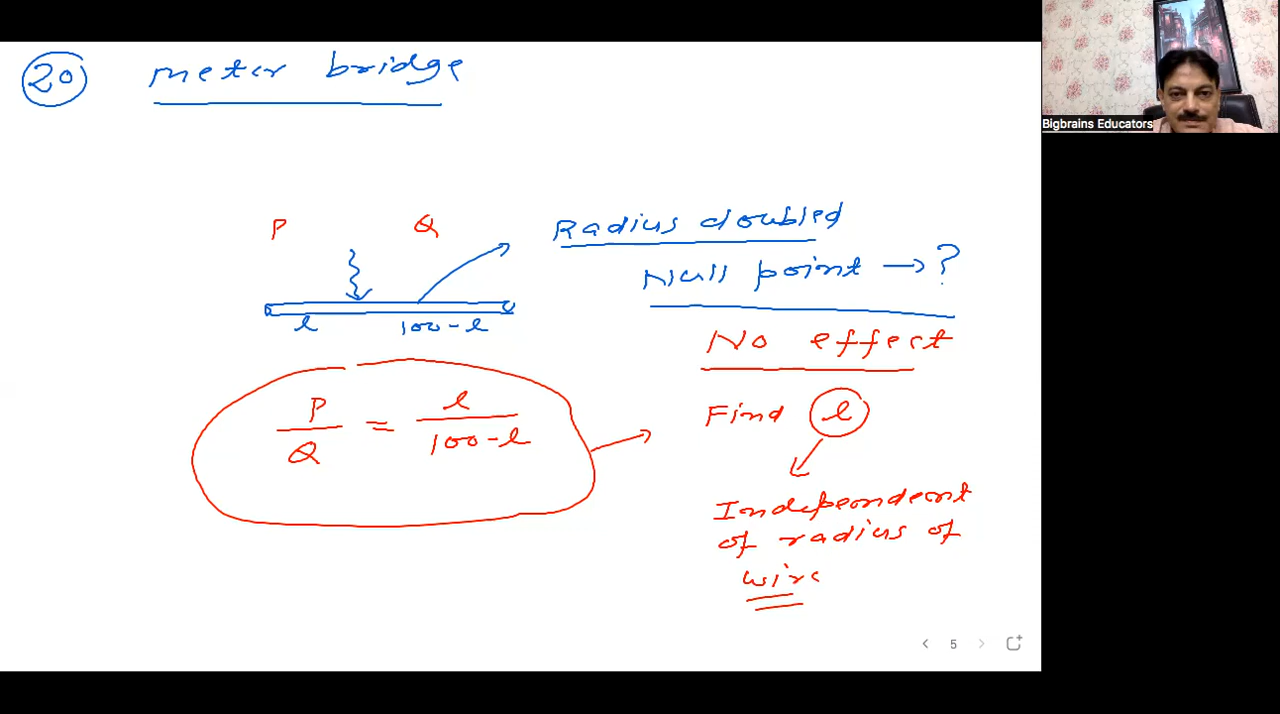 20 meter bridge
Bigbrains Educators
P Q
Radius doubled
Null point → ?
l 100-l
No effect
P/Q = l/100-l
Find l
Independent
of radius of
wire
< 5 >